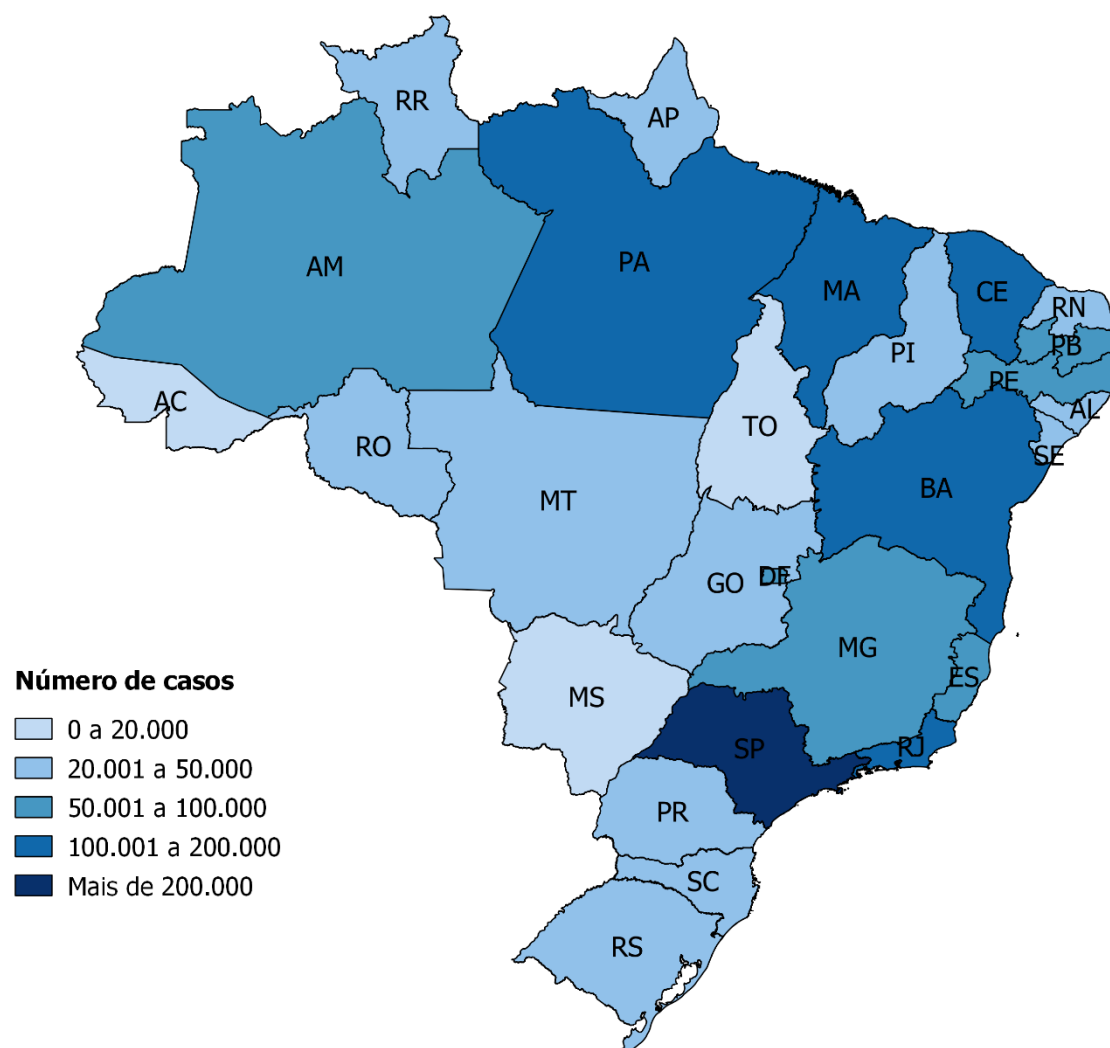 RR
AP
AM
PA
MA
CE
RN
PI
PB
PE
AC
AL
TO
RO
SE
BA
MT
DF
GO
MG
ES
Número de casos
MS
0 a 20.000
SP
RJ
20.001 a 50.000
50.001 a 100.000
PR
100.001 a 200.000
Mais de 200.000
SC
RS